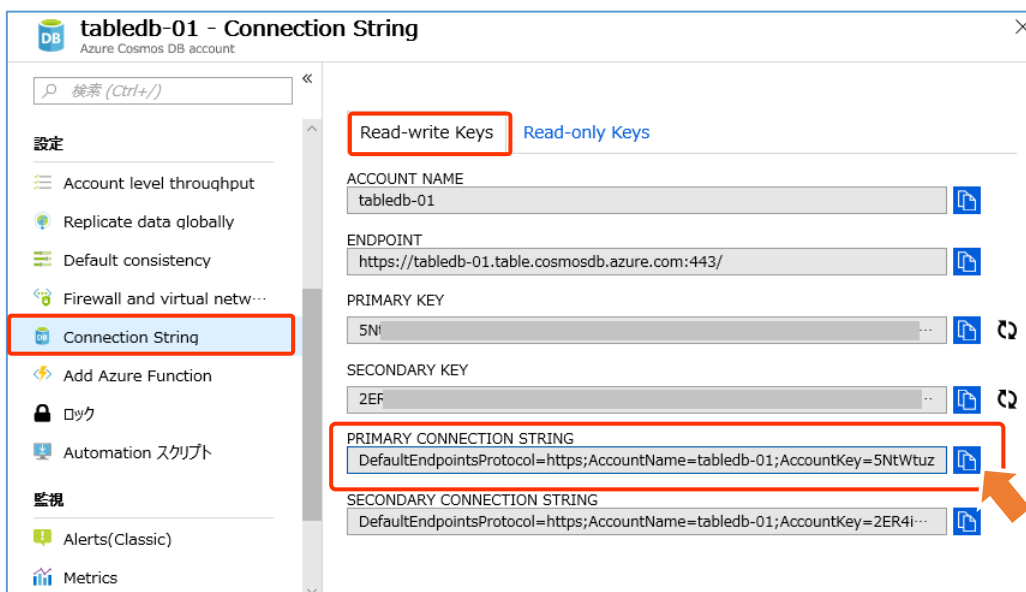 tabledb-01 - Connection String
Azure Cosmos DB account
検索 (Ctrl+/)
設定
Account level throughput
Replicate data globally
Default consistency
Firewall and virtual netw…
Connection String
Add Azure Function
ロック
Automation スクリプト
監視
Alerts(Classic)
Metrics
Read-write Keys
Read-only Keys
ACCOUNT NAME
tabledb-01
ENDPOINT
https://tabledb-01.table.cosmosdb.azure.com:443/
PRIMARY KEY
5Nt
SECONDARY KEY
2ER
PRIMARY CONNECTION STRING
DefaultEndpointsProtocol=https;AccountName=tabledb-01;AccountKey=5NtWtuz
SECONDARY CONNECTION STRING
DefaultEndpointsProtocol=https;AccountName=tabledb-01;AccountKey=2ER4i…